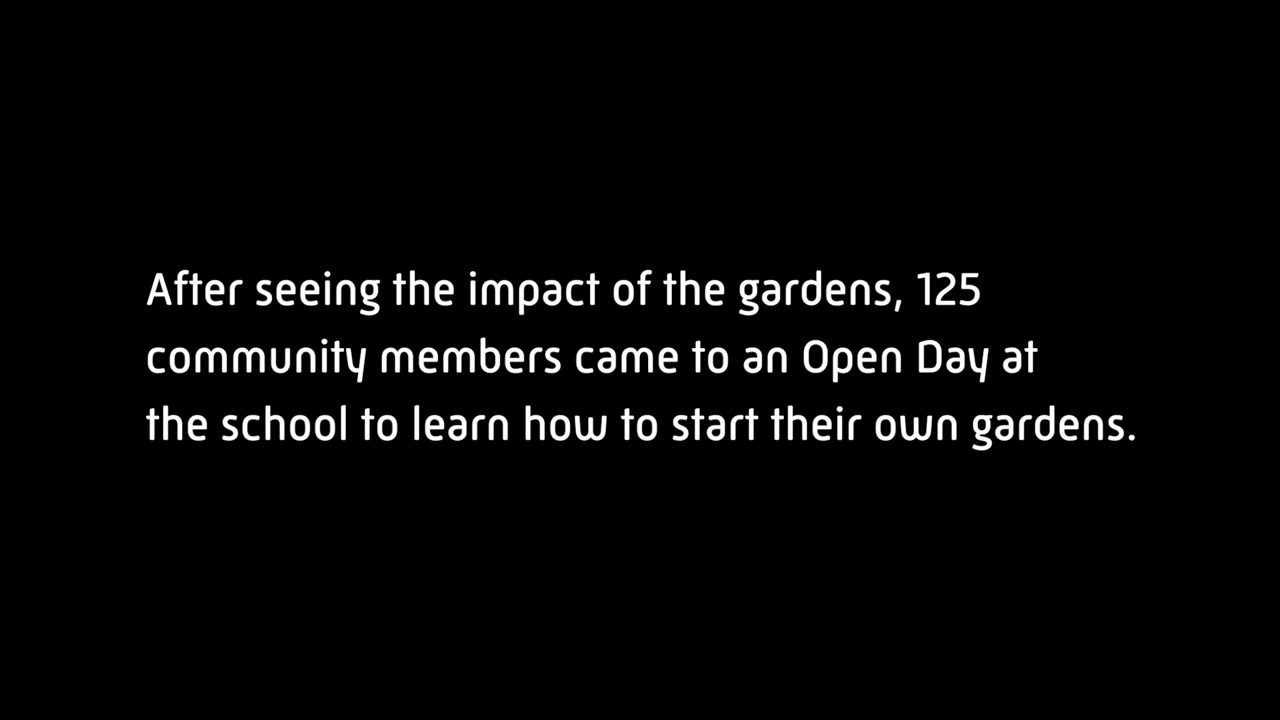 After seeing the impact of the gardens, 125
community members came to an Open Day at
the school to learn how to start their own gardens.